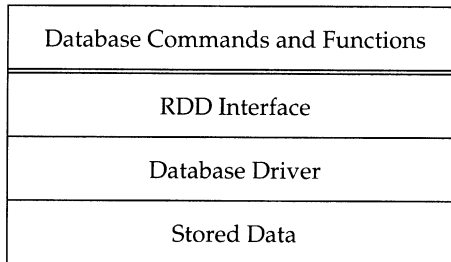 Database Commands and Functions
RDD Interface
Database Driver
Stored Data